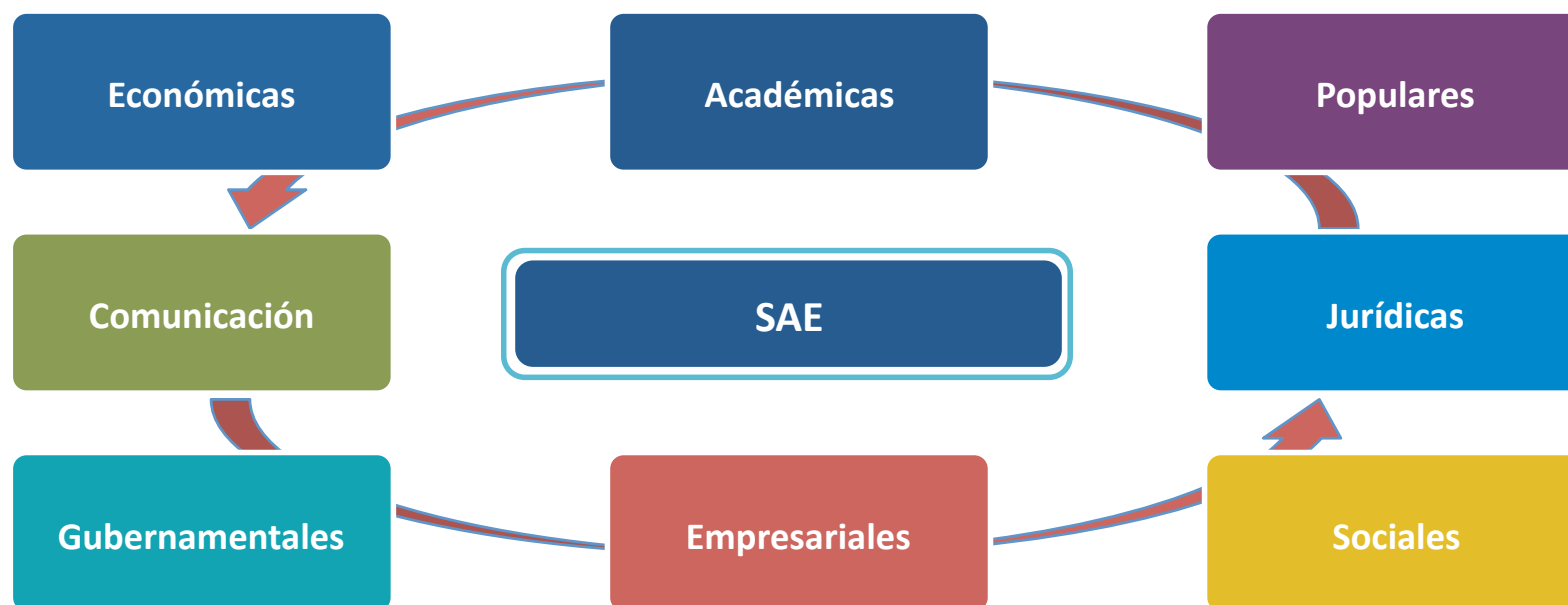 Económicas
Académicas
Populares
Comunicación
SAE
Jurídicas
Gubernamentales
Empresariales
Sociales